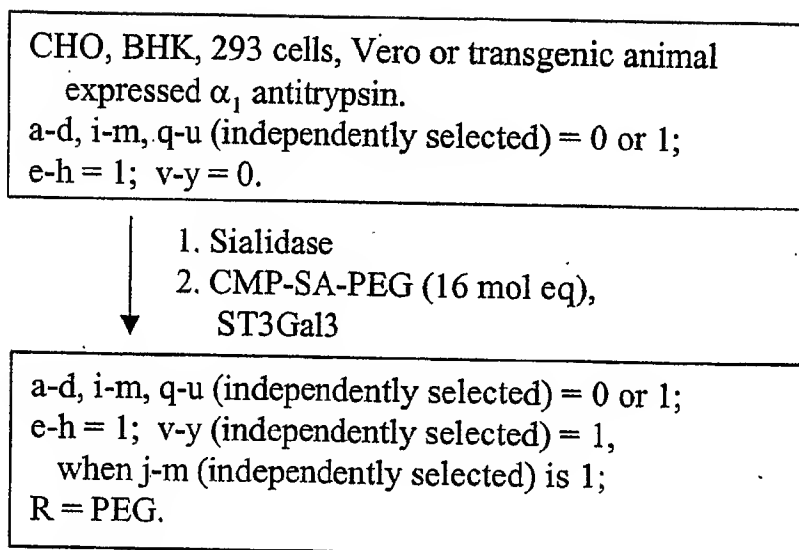 CHO, BHK, 293 cells, Vero or transgenic animal
expressed α₁ antitrypsin.
a-d, i-m, q-u (independently selected) = 0 or 1;
e-h = 1; v-y = 0.
1. Sialidase
2. CMP-SA-PEG (16 mol eq),
ST3Gal3
a-d, i-m, q-u (independently selected) = 0 or 1;
e-h = 1; v-y (independently selected) = 1,
when j-m (independently selected) is 1;
R = PEG.